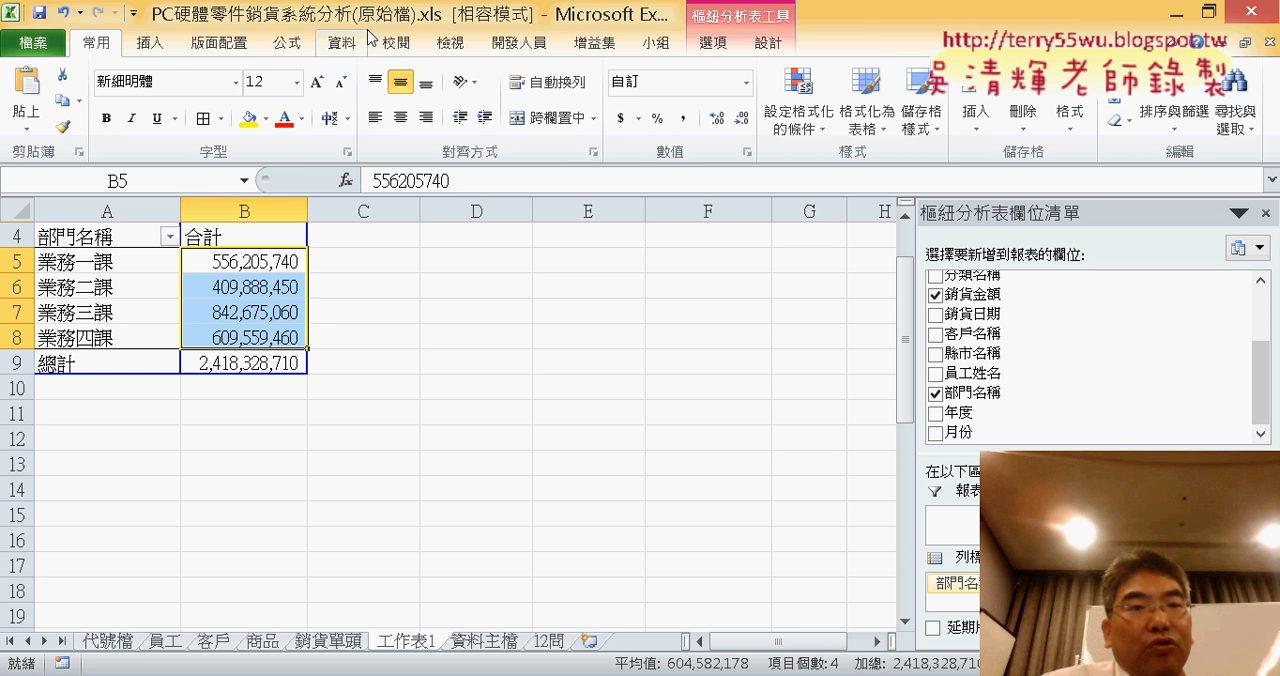 PC硬體零件銷貨系統分析(原始檔).xls [相容模式] - Microsoft Ex...
樞紐分析表工具
檔案 常用 插入 版面配置 公式 資料 校閱 檢視 開發人員 增益集 小組 選項 設計
http://terry55wu.blogspot.tw
吳清輝老師錄製
貼上
新細明體 12
B I U
自動換列
跨欄置中
自訂
$ % ,
設定格式化的條件
格式化為表格
儲存格樣式
插入 刪除 格式
排序與篩選 尋找與選取
剪貼簿 字型 對齊方式 數值 樣式 儲存格 編輯
B5 fx 556205740
A B C D E F G H
4 部門名稱 合計
5 業務一課 556,205,740
6 業務二課 409,888,450
7 業務三課 842,675,060
8 業務四課 609,559,460
9 總計 2,418,328,710
10
11
12
13
14
15
16
17
18
19
樞紐分析表欄位清單
選擇要新增到報表的欄位:
分類名稱
銷貨金額
銷貨日期
客戶名稱
縣市名稱
員工姓名
部門名稱
年度
月份
在以下區
報表
列標
部門名
延期
代號檔 員工 客戶 商品 銷貨單頭 工作表1 資料主檔 12問
就緒 平均值: 604,582,178 項目個數: 4 加總: 2,418,328,710